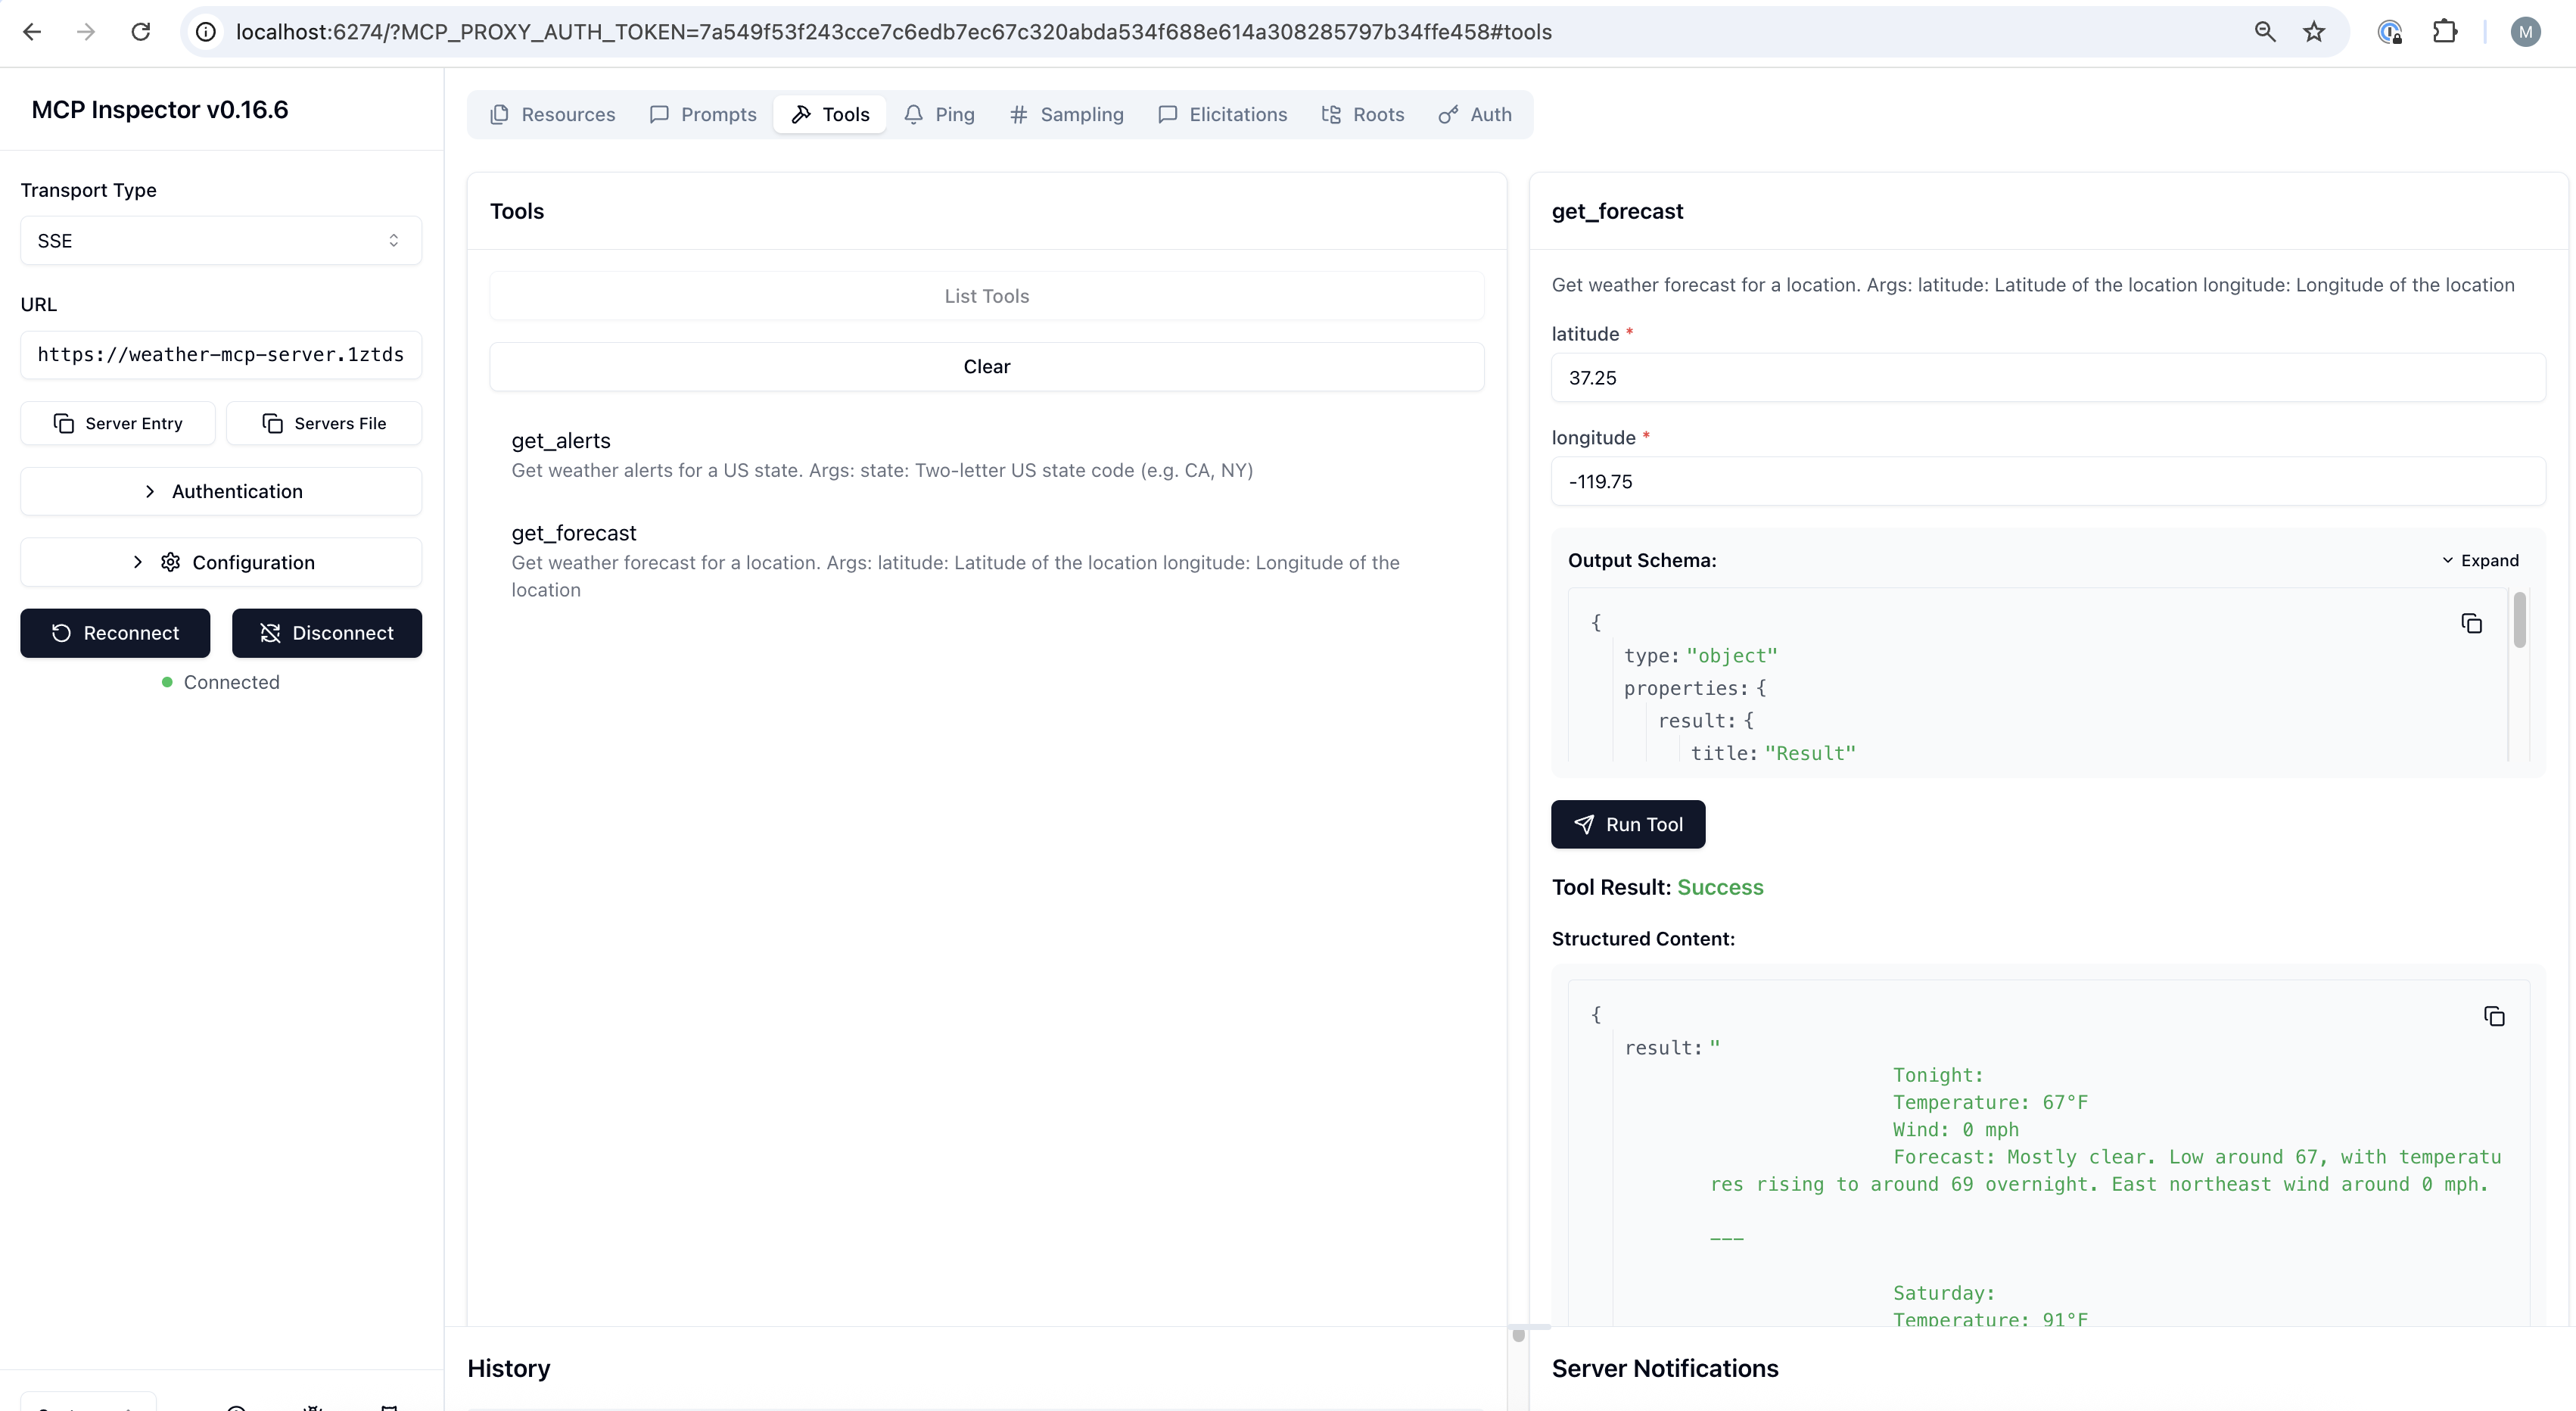 localhost:6274/?MCP_PROXY_AUTH_TOKEN=7a549f53f243cce7c6edb7ec67c320abda534f688e614a308285797b34ffe458#tools
M
MCP Inspector v0.16.6
Transport Type
SSE
URL
https://weather-mcp-server.1ztds
Server Entry
Servers File
Authentication
Configuration
Reconnect
Disconnect
Connected
Resources
Prompts
Tools
Ping
Sampling
Elicitations
Roots
Auth
Tools
List Tools
Clear
get_alerts
Get weather alerts for a US state. Args: state: Two-letter US state code (e.g. CA, NY)
get_forecast
Get weather forecast for a location. Args: latitude: Latitude of the location longitude: Longitude of the
location
History
get_forecast
Get weather forecast for a location. Args: latitude: Latitude of the location longitude: Longitude of the location
latitude *
37.25
longitude *
-119.75
Output Schema:
Expand
{
type: "object"
properties: {
result: {
title: "Result"
Run Tool
Tool Result: Success
Structured Content:
{
result: "
Tonight:
Temperature: 67°F
Wind: 0 mph
Forecast: Mostly clear. Low around 67, with temperatu
res rising to around 69 overnight. East northeast wind around 0 mph.
---
Saturday:
Temperature: 91°F
Server Notifications